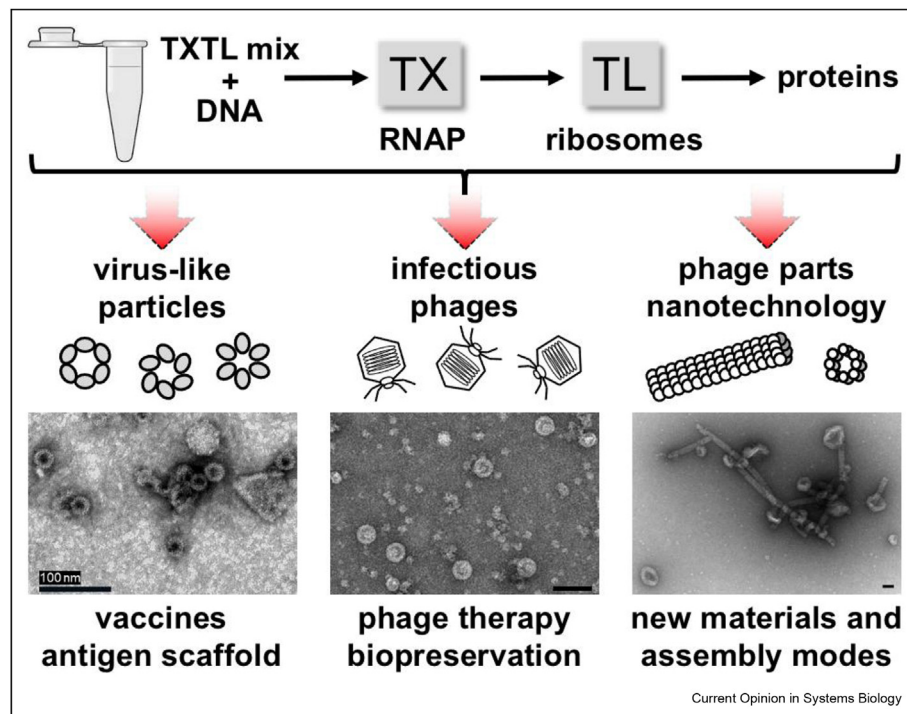 TXTL mix
+
DNA
TX
TL
proteins
RNAP
ribosomes
virus-like
particles
infectious
phages
phage parts
nanotechnology
100 nm
vaccines
antigen scaffold
phage therapy
biopreservation
new materials and
assembly modes
Current Opinion in Systems Biology